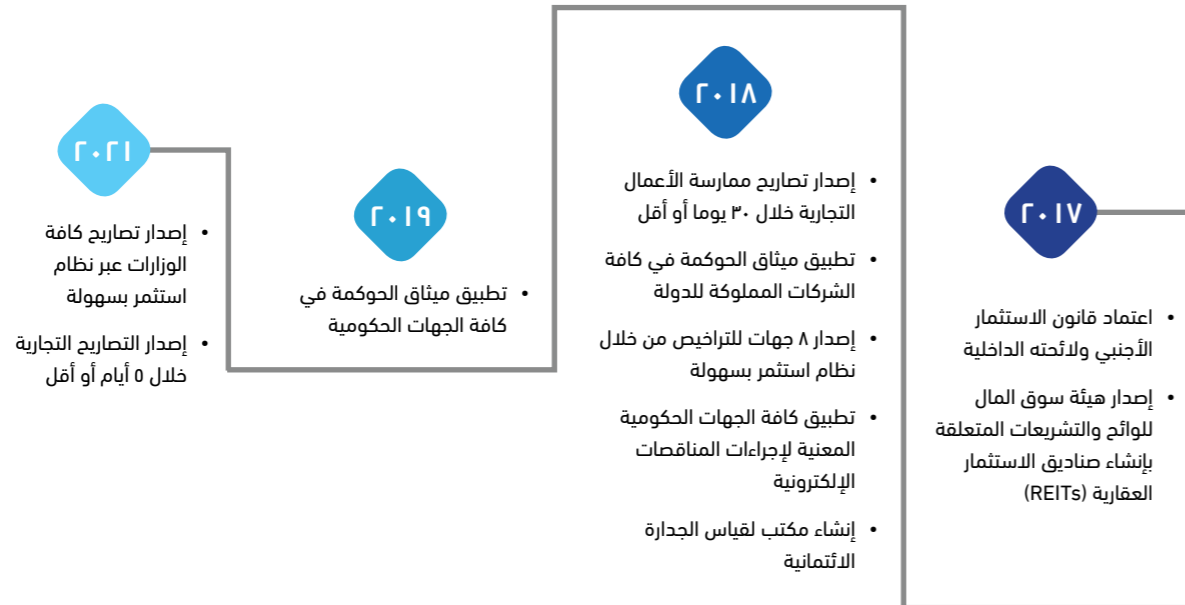 ٢٠١٧
• اعتماد قانون الاستثمار
الأجنبي ولائحته الداخلية
• إصدار هيئة سوق المال
للوائح والتشريعات المتعلقة
بإنشاء صناديق الاستثمار
العقارية (REITs)
٢٠١٨
• إصدار تصاريح ممارسة الأعمال
التجارية خلال ٣٠ يوما أو أقل
• تطبيق ميثاق الحوكمة في كافة
الشركات المملوكة للدولة
• إصدار ٨ جهات للتراخيص من خلال
نظام استثمر بسهولة
• تطبيق كافة الجهات الحكومية
المعنية لإجراءات المناقصات
الإلكترونية
• إنشاء مكتب لقياس الجدارة
الائتمانية
٢٠١٩
• تطبيق ميثاق الحوكمة في
كافة الجهات الحكومية
٢٠٢١
• إصدار تصاريح كافة
الوزارات عبر نظام
استثمر بسهولة
• إصدار التصاريح التجارية
خلال ٥ أيام أو أقل